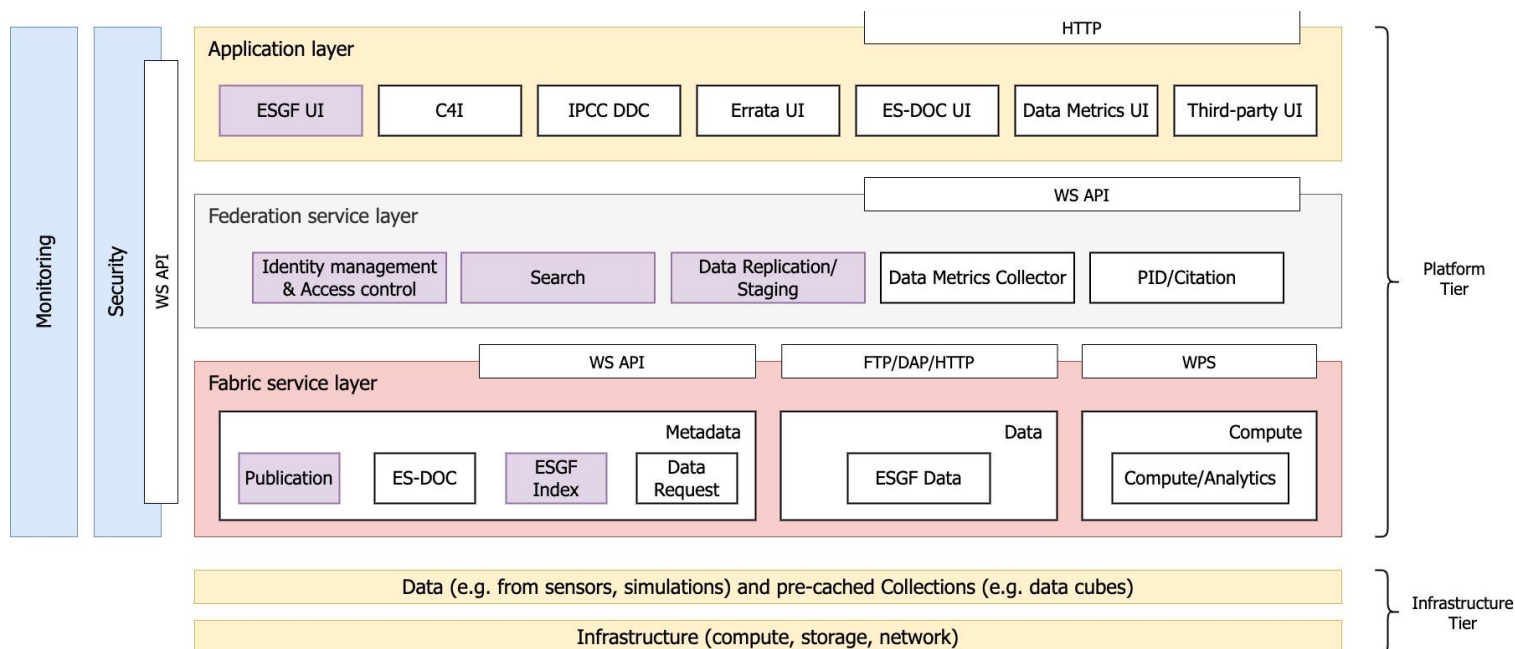 Monitoring
Security
WS API
HTTP
Application layer
ESGF UI
C4I
IPCC DDC
Errata UI
ES-DOC UI
Data Metrics UI
Third-party UI
WS API
Federation service layer
Identity management
& Access control
Search
Data Replication/
Staging
Data Metrics Collector
PID/Citation
WS API
FTP/DAP/HTTP
WPS
Fabric service layer
Metadata
Publication
ES-DOC
ESGF
Index
Data
Request
Data
ESGF Data
Compute
Compute/Analytics
Platform
Tier
Data (e.g. from sensors, simulations) and pre-cached Collections (e.g. data cubes)
Infrastructure (compute, storage, network)
Infrastructure
Tier